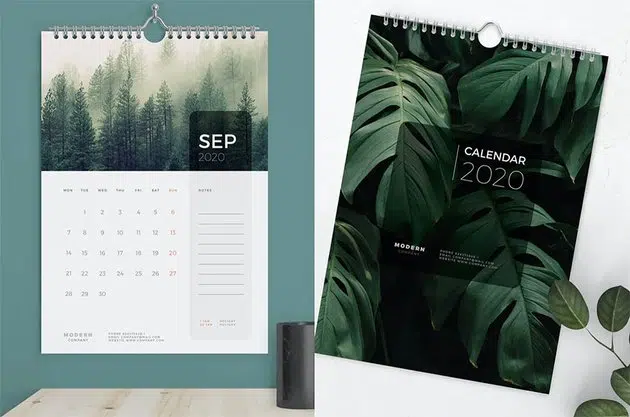 SEP
2020
MON TUE WED THU FRI SAT SUN
1 2 3 4 5 6
7 8 9 10 11 12 13
14 15 16 17 18 19 20
21 22 23 24 25 26 27
28 29 30
NOTES
MODERN
COMPANY
CALENDAR
2020
MODERN
COMPANY